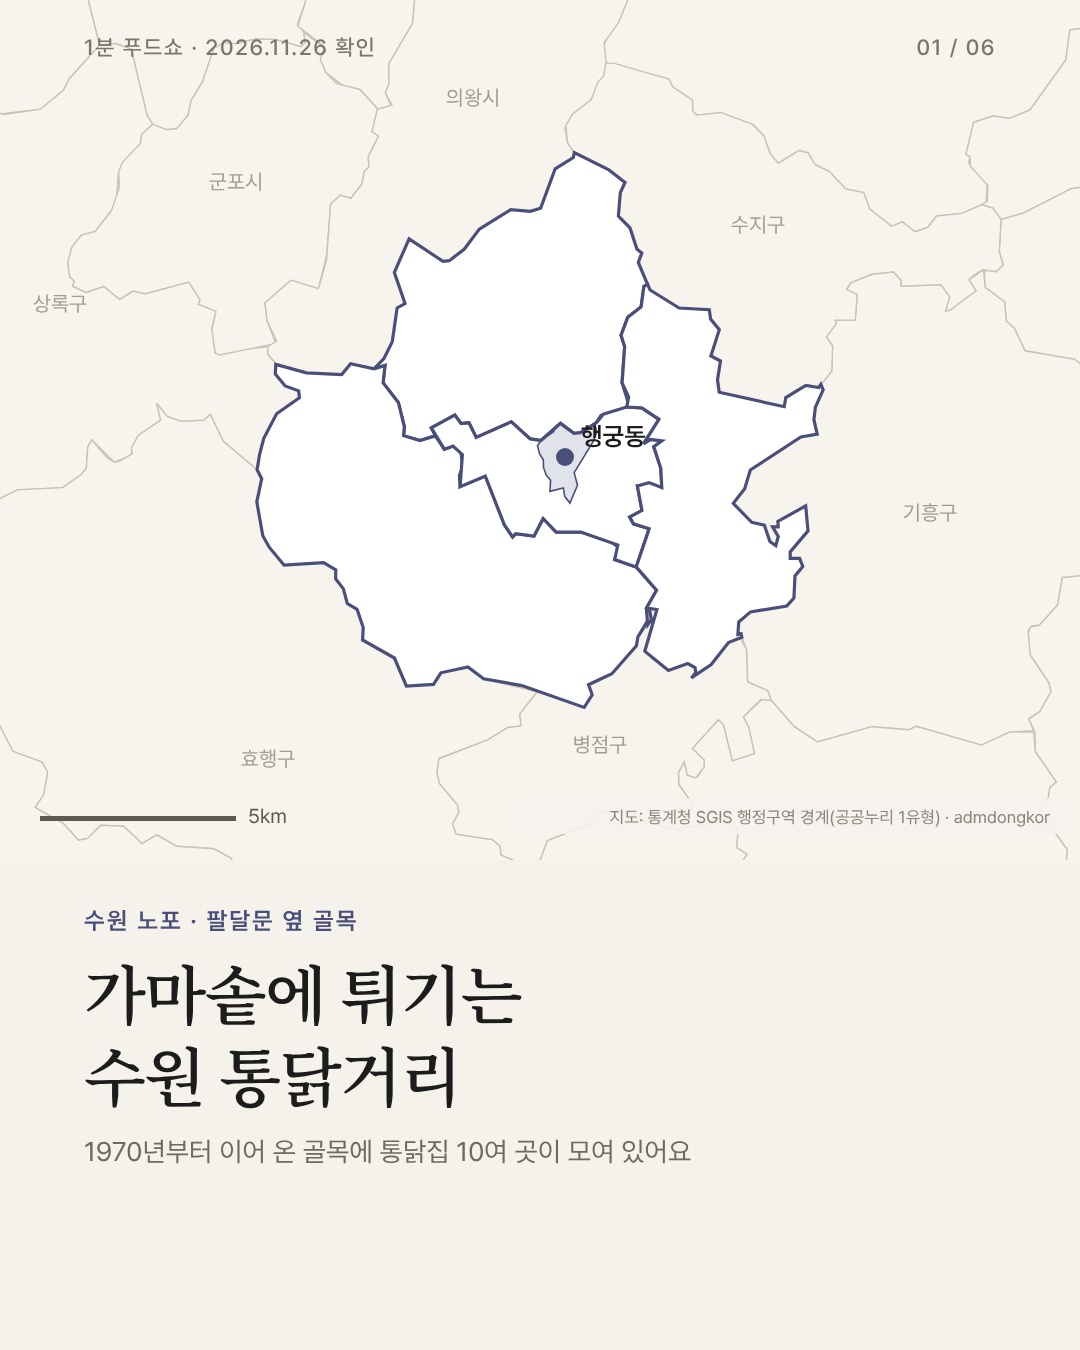 1분 푸드쇼 · 2026.11.26 확인
01 / 06
의왕시
군포시
수지구
상록구
행궁동
기흥구
병점구
효행구
5km
지도: 통계청 SGIS 행정구역 경계(공공누리 1유형) · admdongkor
수원 노포 · 팔달문 옆 골목
가마솥에 튀기는
수원 통닭거리
1970년부터 이어 온 골목에 통닭집 10여 곳이 모여 있어요